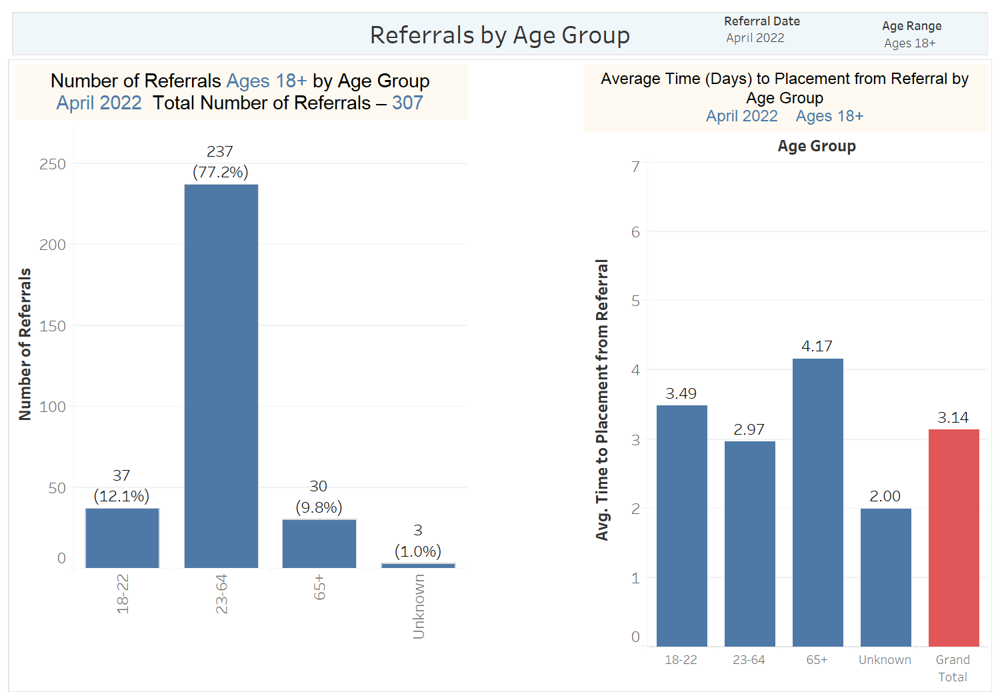 Referrals by Age Group
Referral Date
April 2022
Age Range
Ages 18+
Number of Referrals Ages 18+ by Age Group
April 2022 Total Number of Referrals – 307
Number of Referrals
250
200
150
100
50
0
37
(12.1%)
237
(77.2%)
30
(9.8%)
3
(1.0%)
18-22
23-64
65+
Unknown
Average Time (Days) to Placement from Referral by
Age Group
April 2022 Ages 18+
Age Group
Avg. Time to Placement from Referral
7
6
5
4
3
2
1
0
3.49
2.97
4.17
2.00
3.14
18-22
23-64
65+
Unknown
Grand
Total